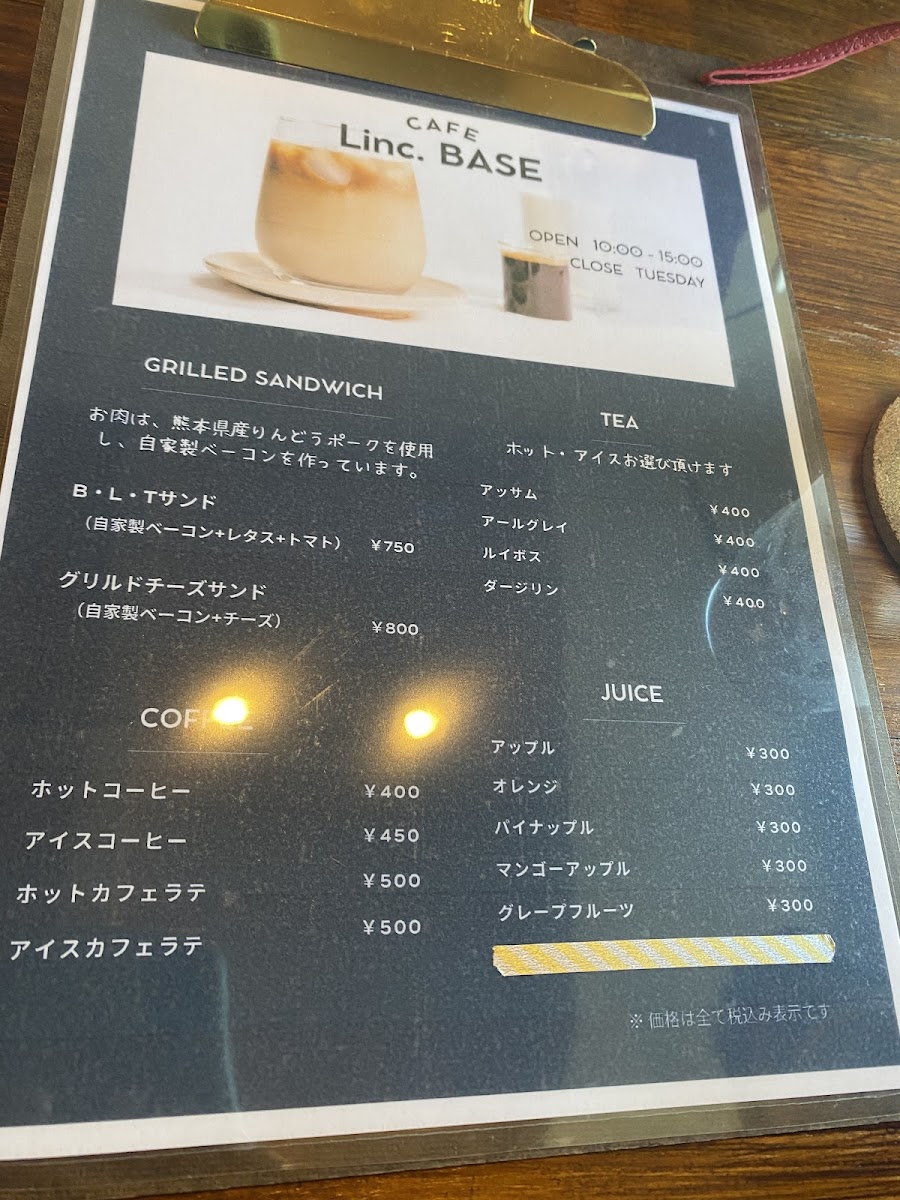 CAFE
Linc. BASE
OPEN 10:00 - 15:00
CLOSE TUESDAY
GRILLED SANDWICH
お肉は、熊本県産りんどうポークを使用
し、自家製ベーコンを作っています。
B・L・Tサンド
（自家製ベーコン+レタス+トマト） ￥750
グリルドチーズサンド
（自家製ベーコン+チーズ） ￥800
COFFEE
ホットコーヒー ￥400
アイスコーヒー ￥450
ホットカフェラテ ￥500
アイスカフェラテ ￥500
TEA
ホット・アイスお選び頂けます
アッサム ￥400
アールグレイ ￥400
ルイボス ￥400
ダージリン ￥400
JUICE
アップル ￥300
オレンジ ￥300
パイナップル ￥300
マンゴーアップル ￥300
グレープフルーツ ￥300
※ 価格は全て税込み表示です